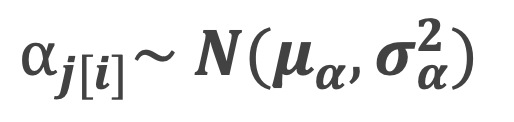 α_{j[i]} ~ N(μ_α, σ_α^2)